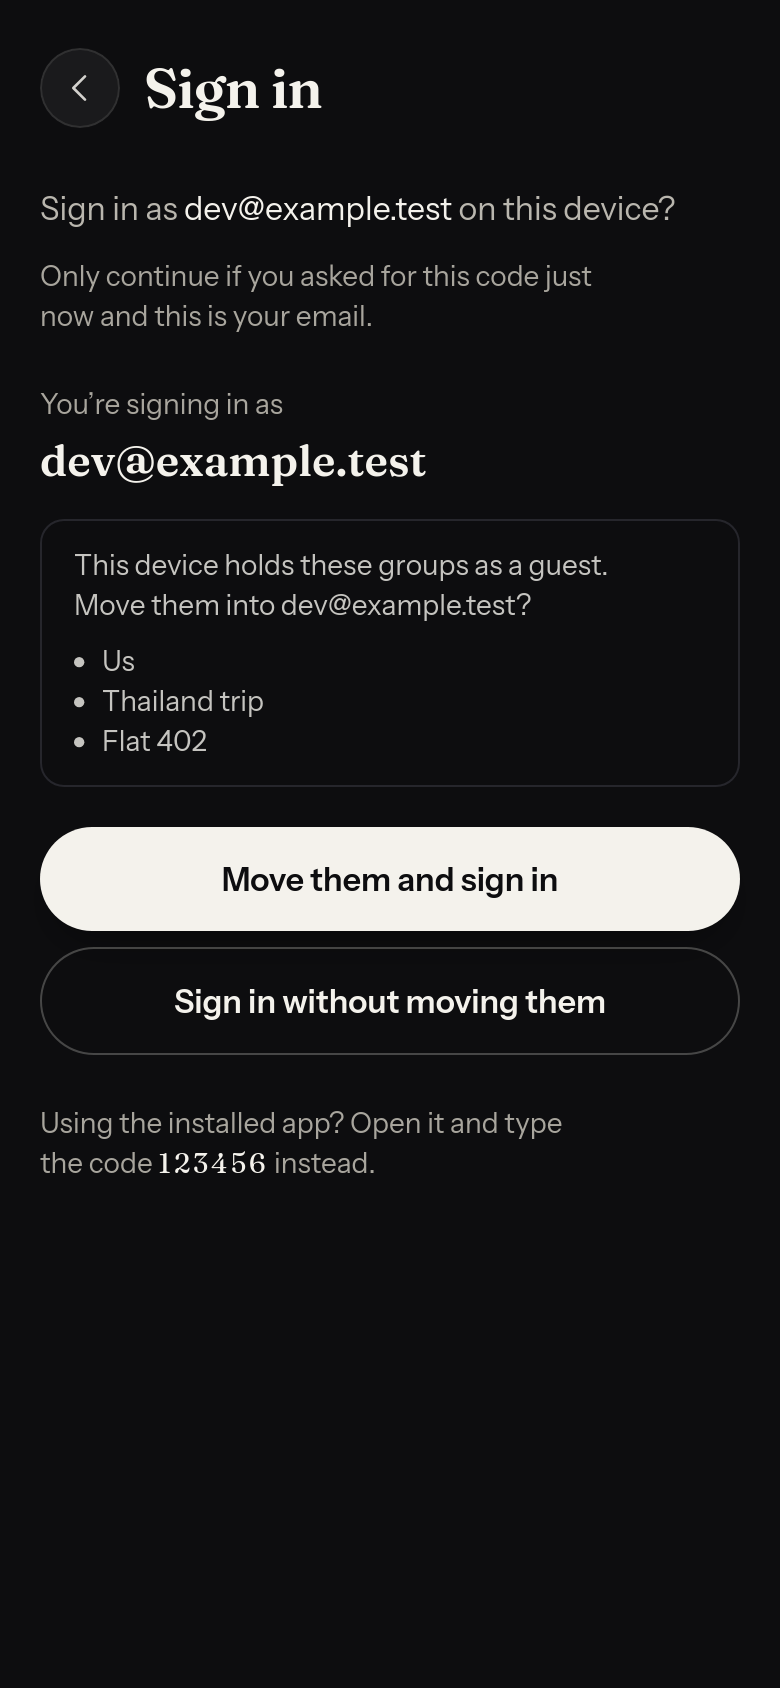 Sign in
Sign in as dev@example.test on this device?
Only continue if you asked for this code just
now and this is your email.
You’re signing in as
dev@example.test
This device holds these groups as a guest.
Move them into dev@example.test?
• Us
• Thailand trip
• Flat 402
Move them and sign in
Sign in without moving them
Using the installed app? Open it and type
the code 123456 instead.